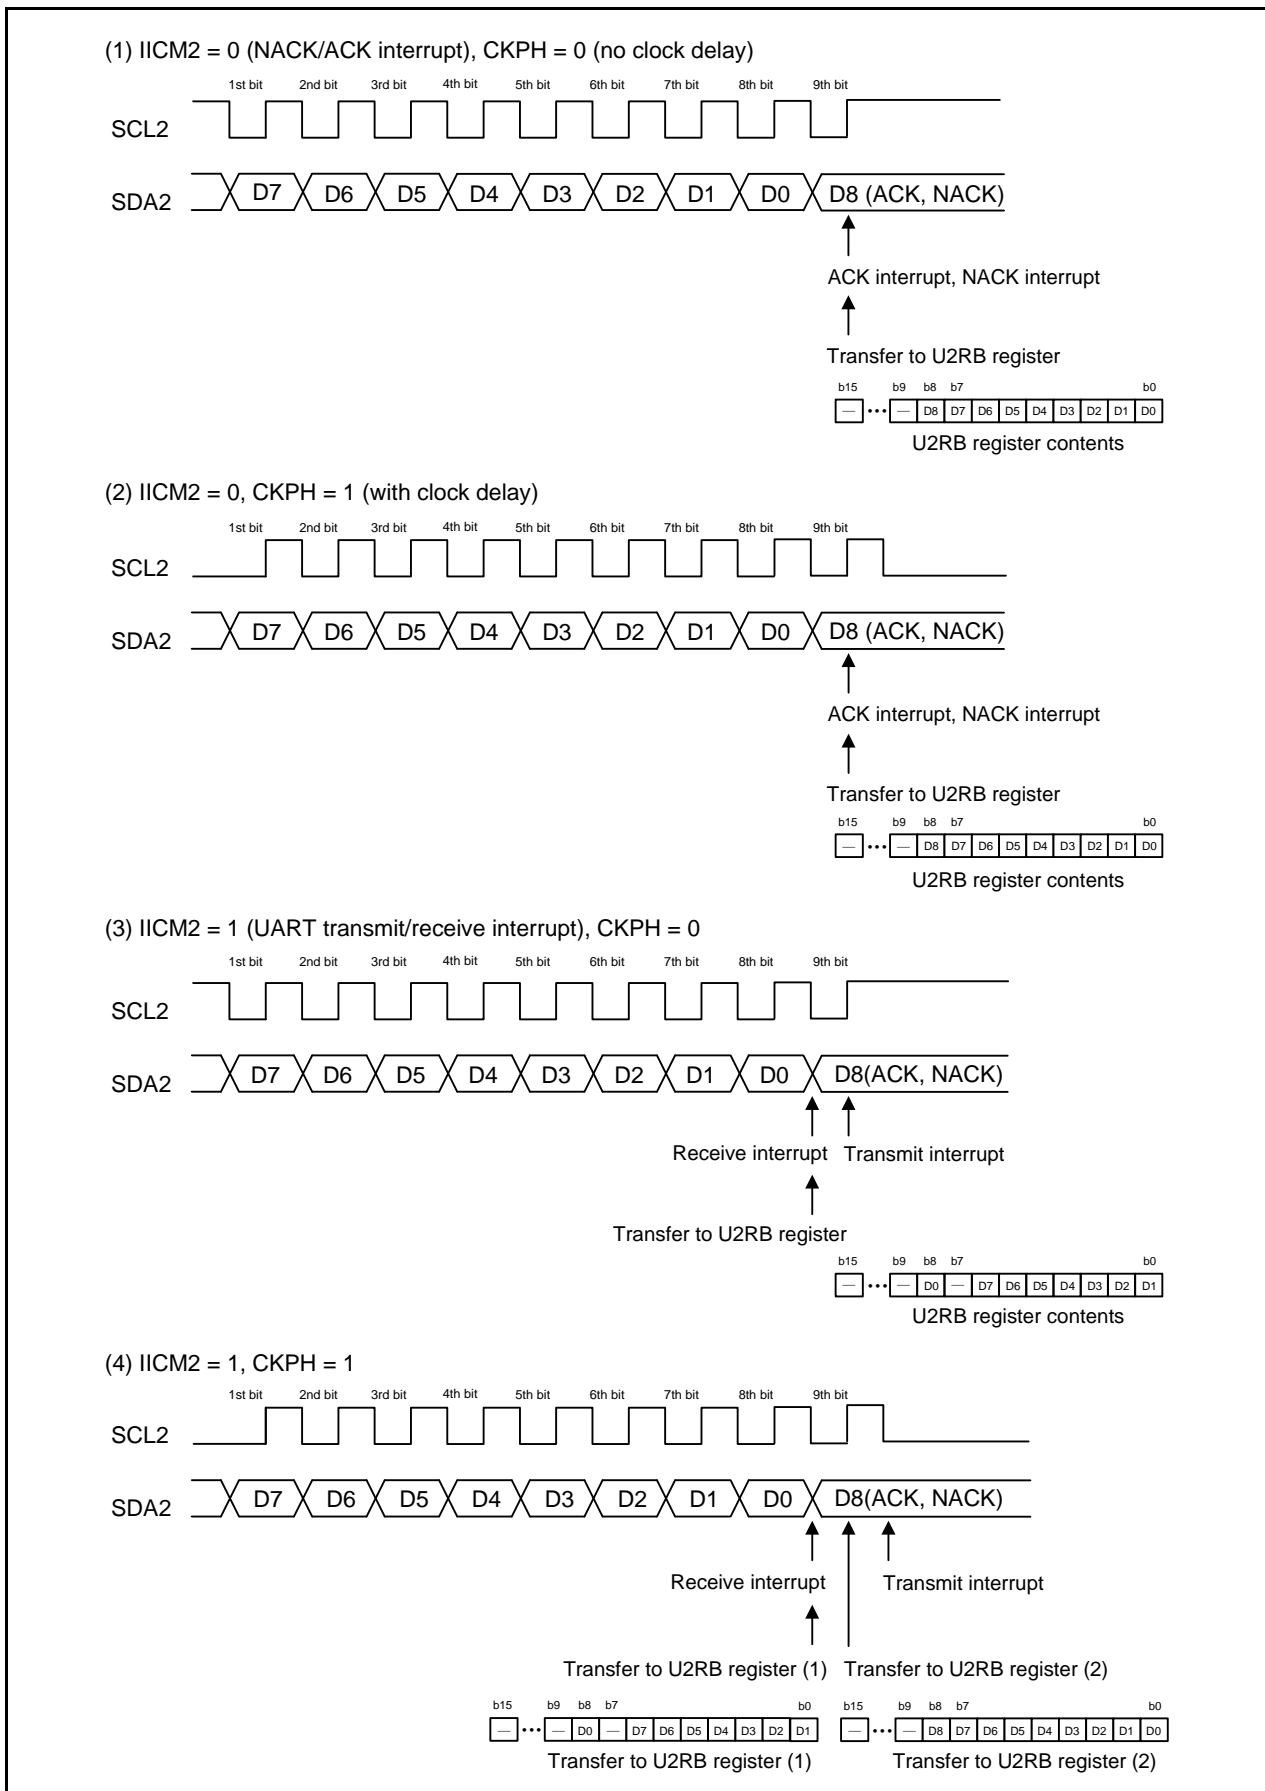 (1) IICM2 = 0 (NACK/ACK interrupt), CKPH = 0 (no clock delay)
1st bit 2nd bit 3rd bit 4th bit 5th bit 6th bit 7th bit 8th bit 9th bit
SCL2
SDA2 D7 D6 D5 D4 D3 D2 D1 D0 D8 (ACK, NACK)
ACK interrupt, NACK interrupt
Transfer to U2RB register
b15 b9 b8 b7 b0
— ••• — D8 D7 D6 D5 D4 D3 D2 D1 D0
U2RB register contents
(2) IICM2 = 0, CKPH = 1 (with clock delay)
1st bit 2nd bit 3rd bit 4th bit 5th bit 6th bit 7th bit 8th bit 9th bit
SCL2
SDA2 D7 D6 D5 D4 D3 D2 D1 D0 D8 (ACK, NACK)
ACK interrupt, NACK interrupt
Transfer to U2RB register
b15 b9 b8 b7 b0
— ••• — D8 D7 D6 D5 D4 D3 D2 D1 D0
U2RB register contents
(3) IICM2 = 1 (UART transmit/receive interrupt), CKPH = 0
1st bit 2nd bit 3rd bit 4th bit 5th bit 6th bit 7th bit 8th bit 9th bit
SCL2
SDA2 D7 D6 D5 D4 D3 D2 D1 D0 D8(ACK, NACK)
Receive interrupt Transmit interrupt
Transfer to U2RB register
b15 b9 b8 b7 b0
— ••• — D0 — D7 D6 D5 D4 D3 D2 D1
U2RB register contents
(4) IICM2 = 1, CKPH = 1
1st bit 2nd bit 3rd bit 4th bit 5th bit 6th bit 7th bit 8th bit 9th bit
SCL2
SDA2 D7 D6 D5 D4 D3 D2 D1 D0 D8(ACK, NACK)
Receive interrupt Transmit interrupt
Transfer to U2RB register (1) Transfer to U2RB register (2)
b15 b9 b8 b7 b0 b15 b9 b8 b7 b0
— ••• — D0 — D7 D6 D5 D4 D3 D2 D1 — ••• — D8 D7 D6 D5 D4 D3 D2 D1 D0
Transfer to U2RB register (1) Transfer to U2RB register (2)